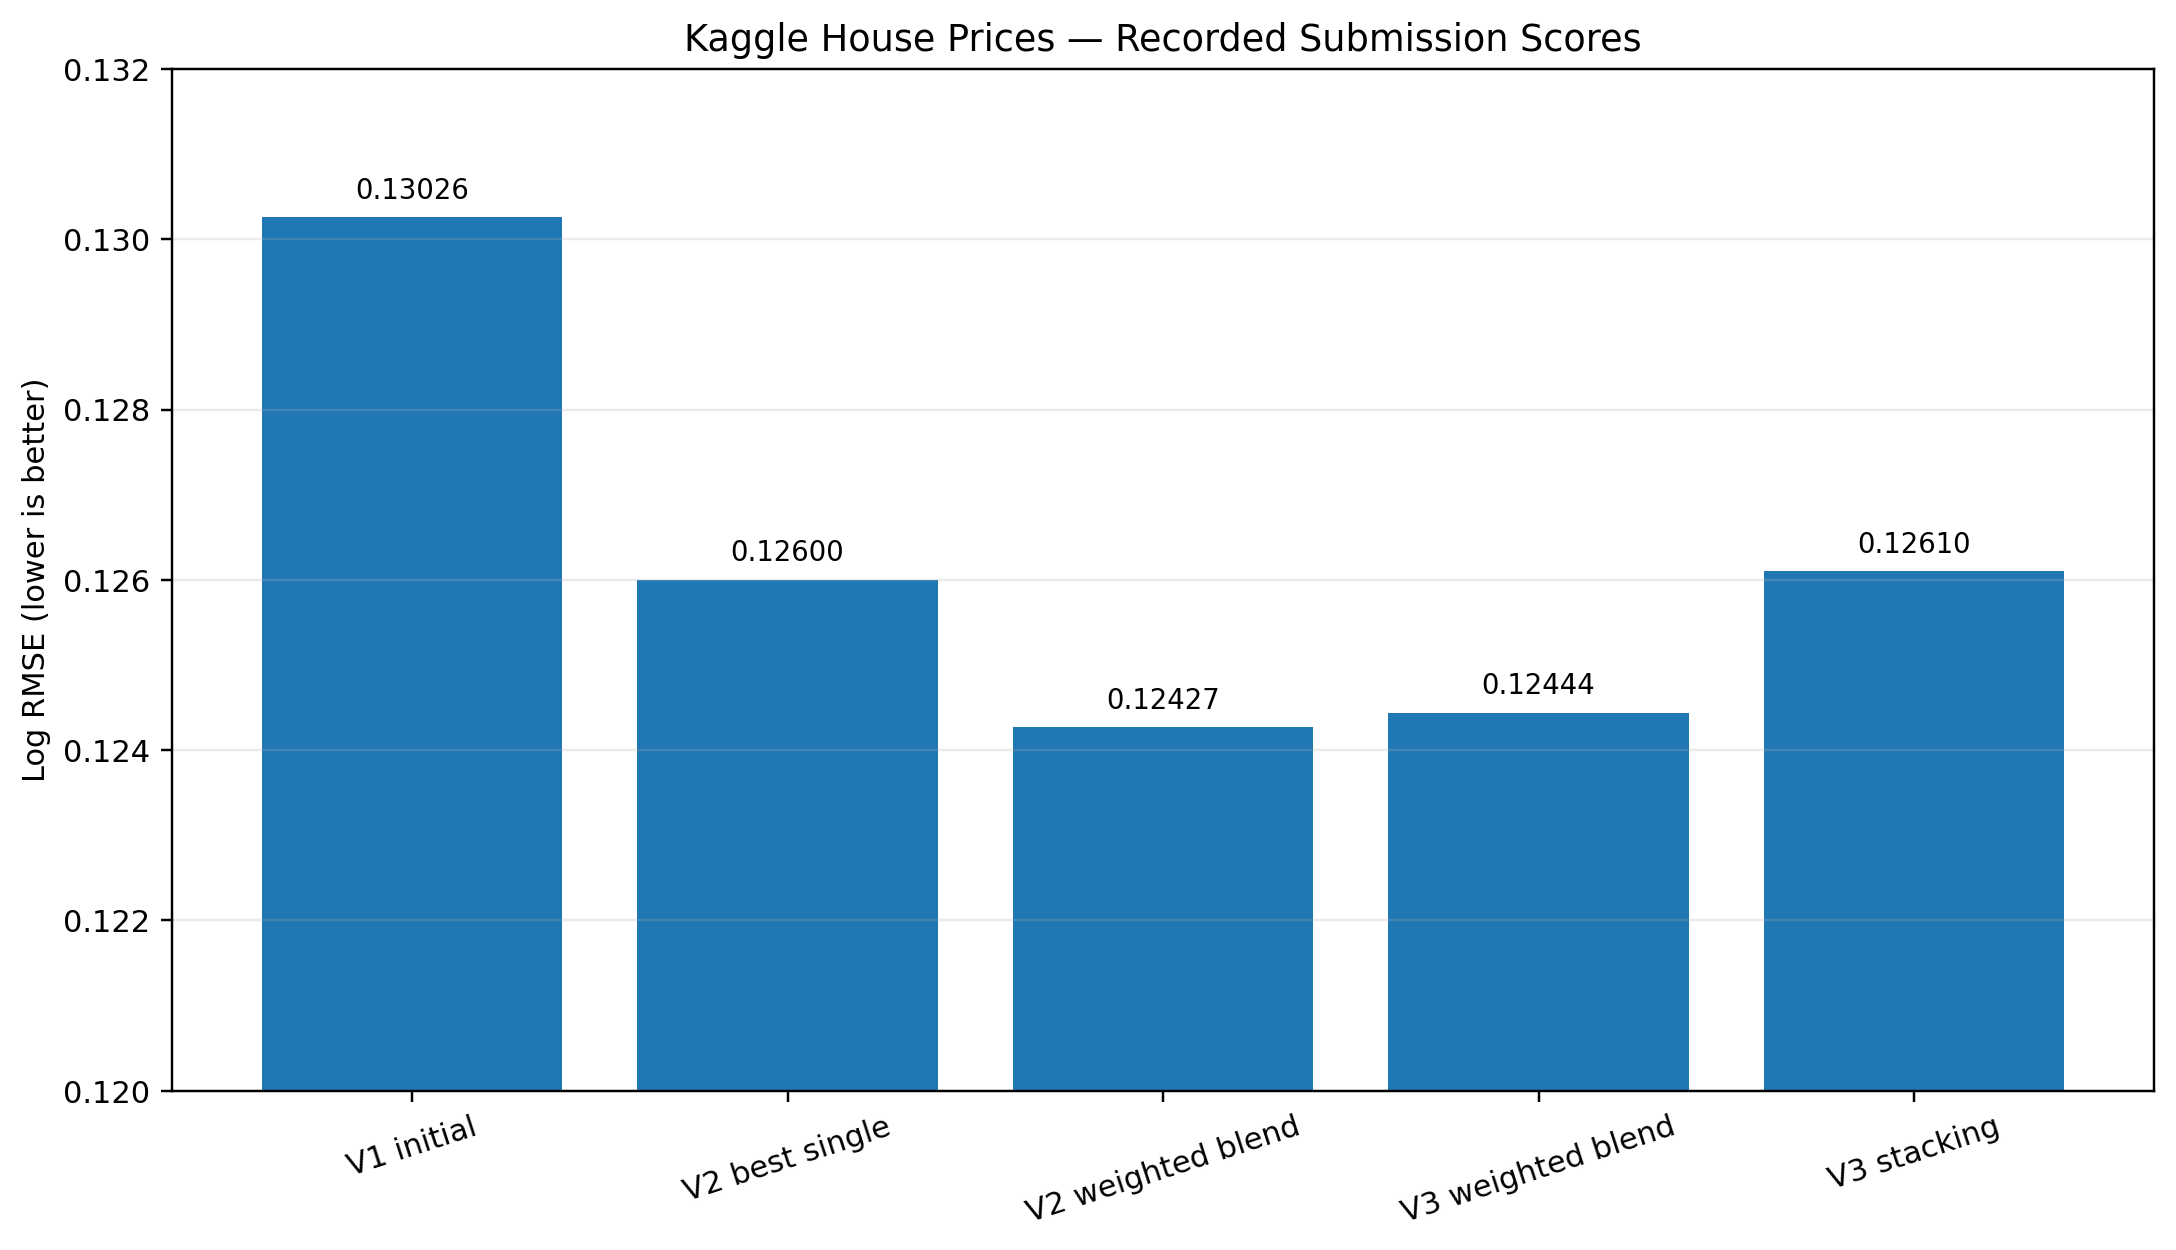 Kaggle House Prices — Recorded Submission Scores
Log RMSE (lower is better)
0.132
0.130
0.128
0.126
0.124
0.122
0.120
0.13026
0.12600
0.12427
0.12444
0.12610
V1 initial
V2 best single
V2 weighted blend
V3 weighted blend
V3 stacking